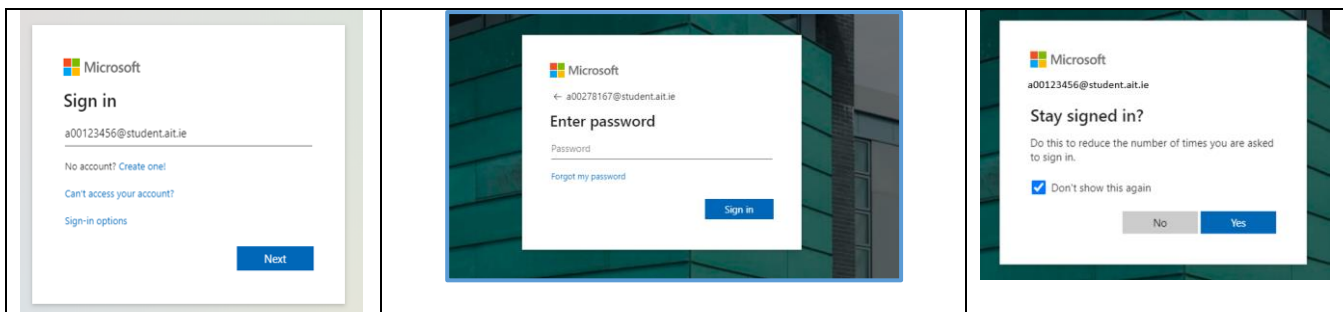 Microsoft
Sign in
a00123456@student.ait.ie
No account? Create one!
Can't access your account?
Sign-in options
Next
Microsoft
← a00278167@student.ait.ie
Enter password
Password
Forgot my password
Sign in
Microsoft
a00123456@student.ait.ie
Stay signed in?
Do this to reduce the number of times you are asked
to sign in.
Don't show this again
No
Yes